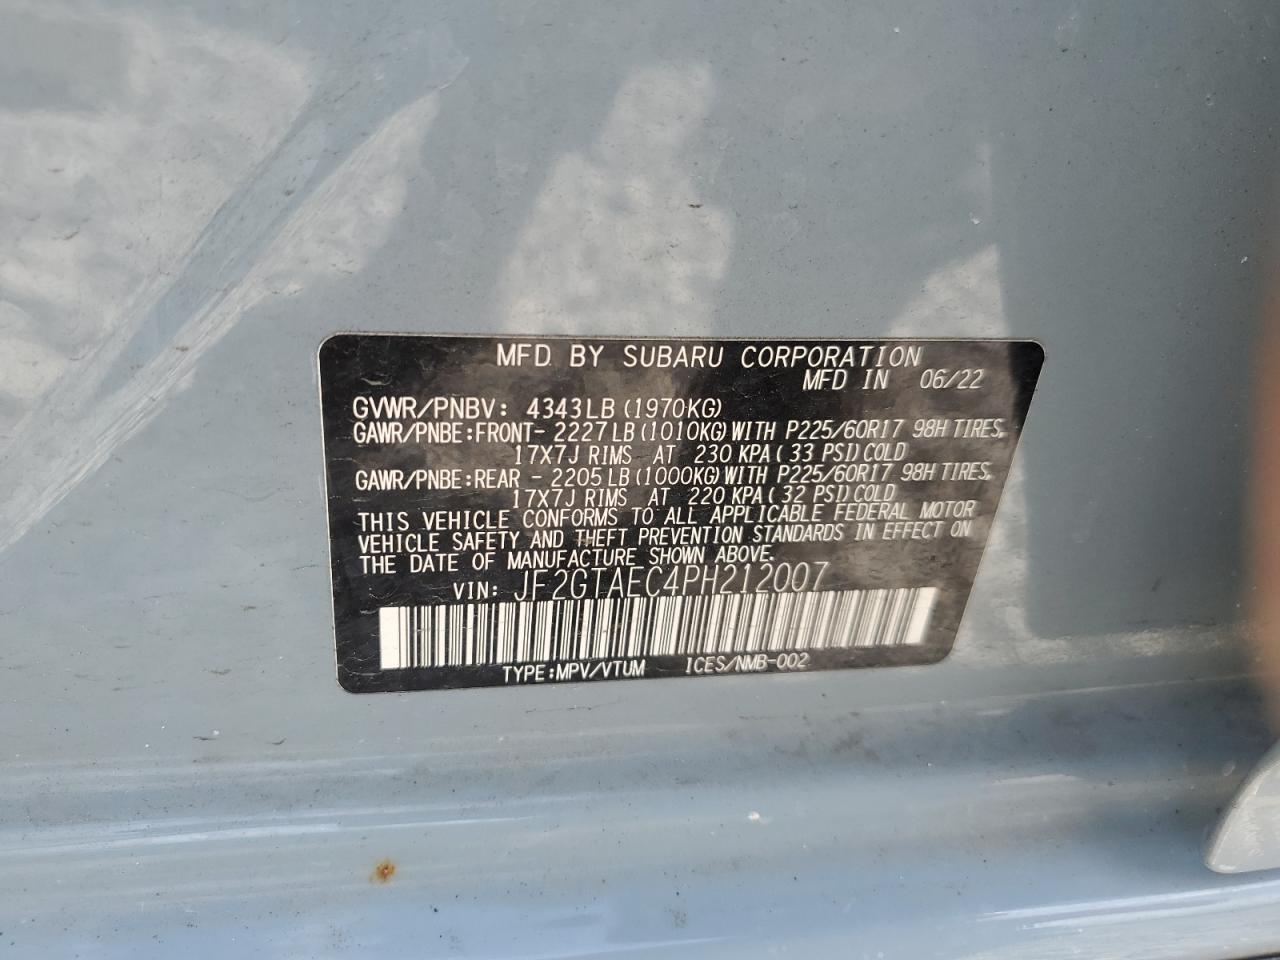 MFD BY SUBARU CORPORATION
MFD IN 06/22
GVWR/PNBV: 4343LB (1970KG)
GAWR/PNBE:FRONT- 2227LB (1010KG) WITH P225/60R17 98H TIRES,
17X7J RIMS AT 230 KPA (33 PSI) COLD
GAWR/PNBE:REAR - 2205LB (1000KG) WITH P225/60R17 98H TIRES,
17X7J RIMS AT 220 KPA (32 PSI) COLD
THIS VEHICLE CONFORMS TO ALL APPLICABLE FEDERAL MOTOR
VEHICLE SAFETY AND THEFT PREVENTION STANDARDS IN EFFECT ON
THE DATE OF MANUFACTURE SHOWN ABOVE.
VIN: JF2GTAEC4PH212007
TYPE:MPV/VTUM ICES/NMB-002